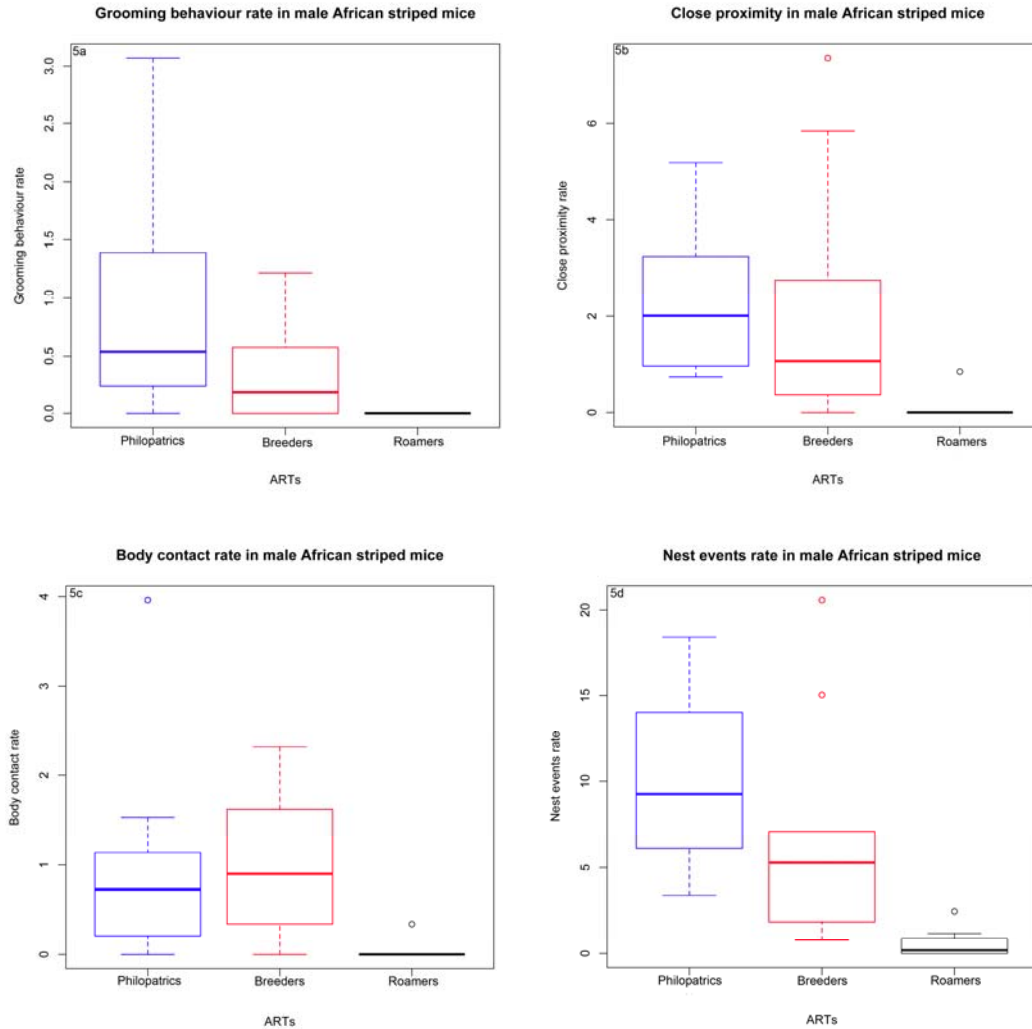 Grooming behaviour rate in male African striped mice
5a
Grooming behaviour rate
3.0
2.5
2.0
1.5
1.0
0.5
0.0
Philopatrics Breeders Roamers
ARTs
Close proximity in male African striped mice
5b
Close proximity rate
6
4
2
0
Philopatrics Breeders Roamers
ARTs
Body contact rate in male African striped mice
5c
Body contact rate
4
3
2
1
0
Philopatrics Breeders Roamers
ARTs
Nest events rate in male African striped mice
5d
Nest events rate
20
15
10
5
0
Philopatrics Breeders Roamers
ARTs